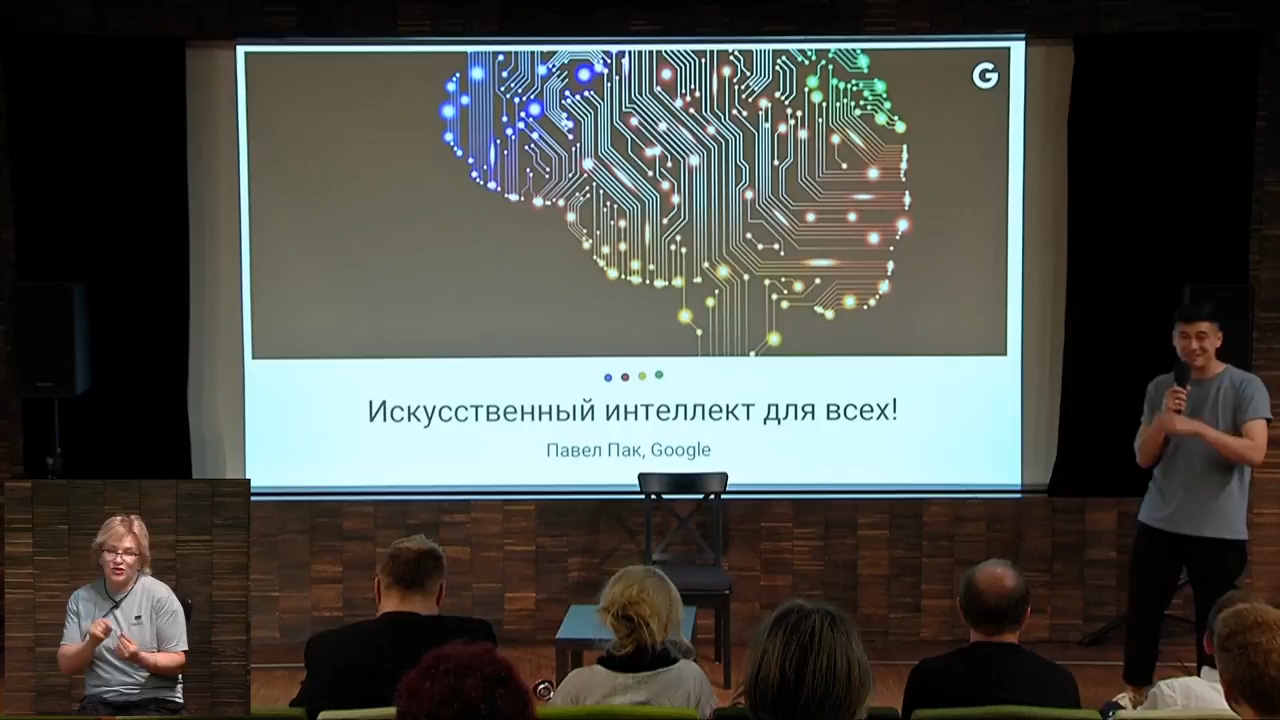 G
Искусственный интеллект для всех!
Павел Пак, Google